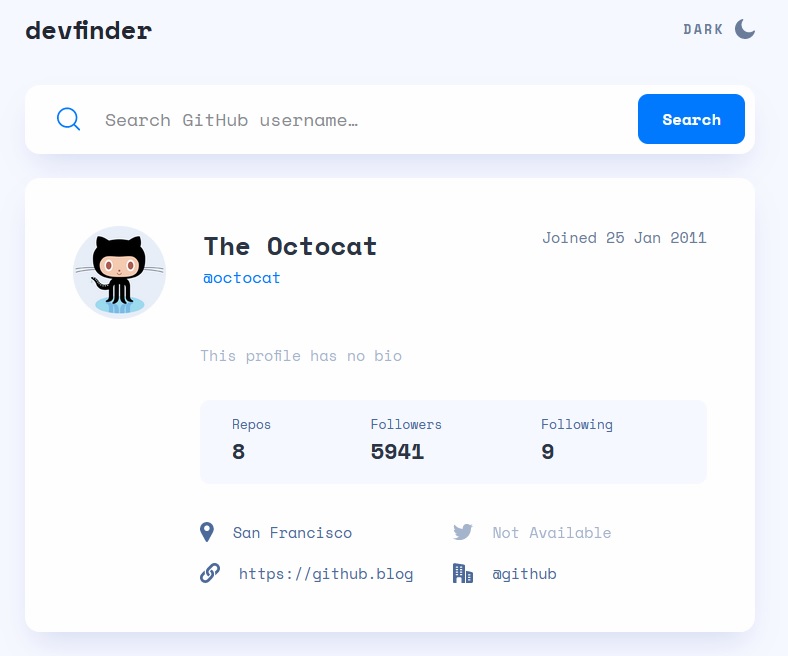 devfinder
DARK
Search GitHub username…
Search
The Octocat
Joined 25 Jan 2011
@octocat
This profile has no bio
Repos
Followers
Following
8
5941
9
San Francisco
Not Available
https://github.blog
@github